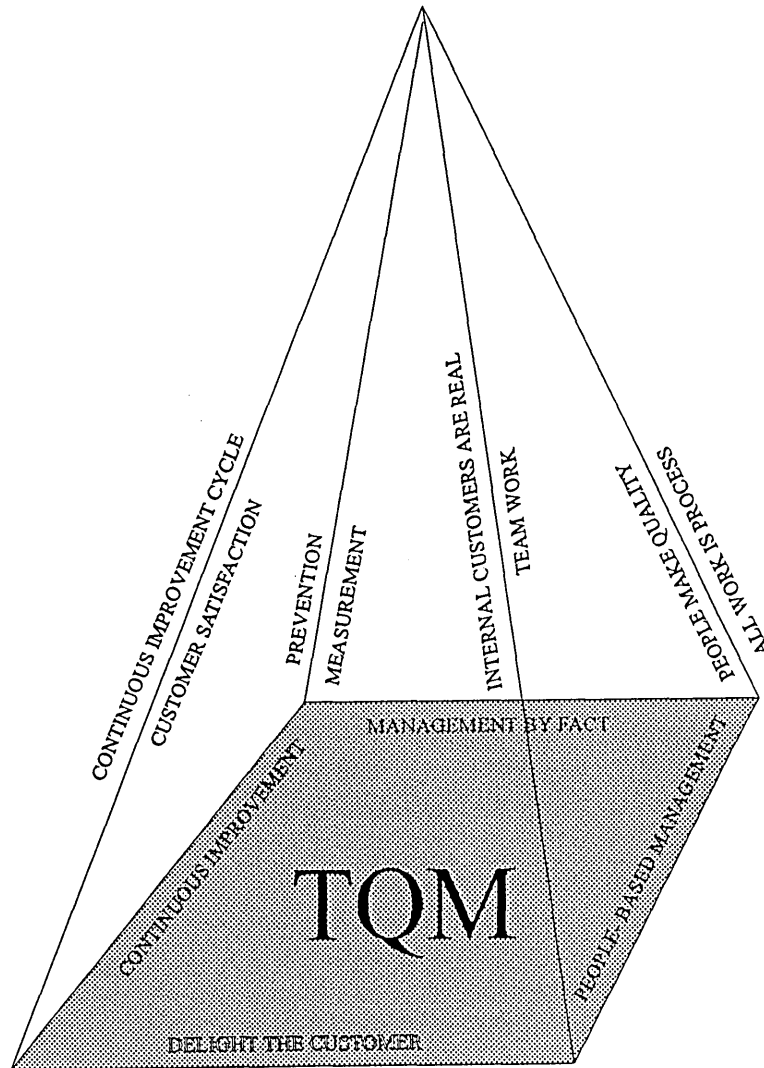 CONTINUOUS IMPROVEMENT CYCLE
CUSTOMER SATISFACTION
PREVENTION
MEASUREMENT
INTERNAL CUSTOMERS ARE REAL
TEAM WORK
PEOPLE MAKE QUALITY
ALL WORK IS PROCESS
MANAGEMENT BY FACT
CONTINUOUS IMPROVEMENT
PEOPLE-BASED MANAGEMENT
TQM
DELIGHT THE CUSTOMER